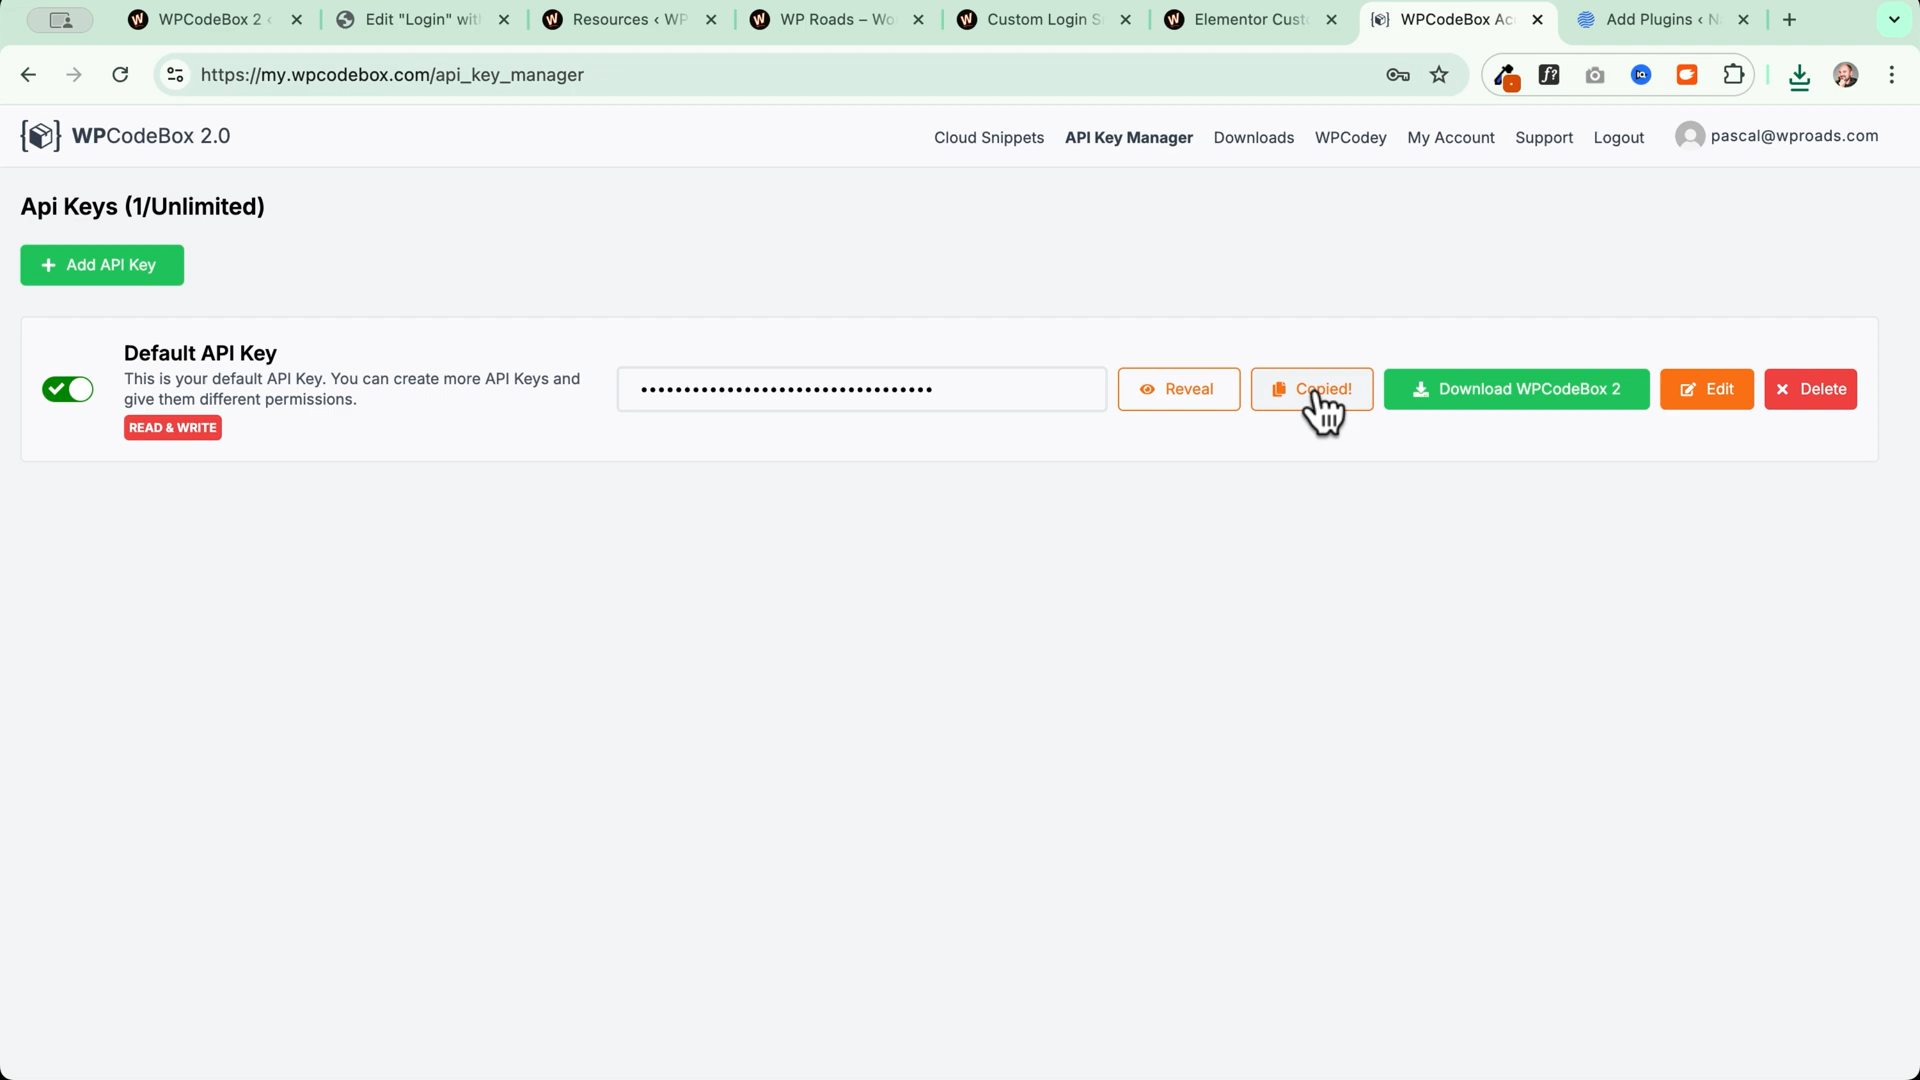 WPCodeBox 2 ‹
Edit "Login" wit
Resources ‹ WP
WP Roads – Wo
Custom Login S
Elementor Cust
WPCodeBox Ac
Add Plugins ‹ N
https://my.wpcodebox.com/api_key_manager
WPCodeBox 2.0
Cloud Snippets
API Key Manager
Downloads
WPCodey
My Account
Support
Logout
pascal@wproads.com
Api Keys (1/Unlimited)
Add API Key
Default API Key
This is your default API Key. You can create more API Keys and
give them different permissions.
READ & WRITE
Reveal
Copied!
Download WPCodeBox 2
Edit
Delete